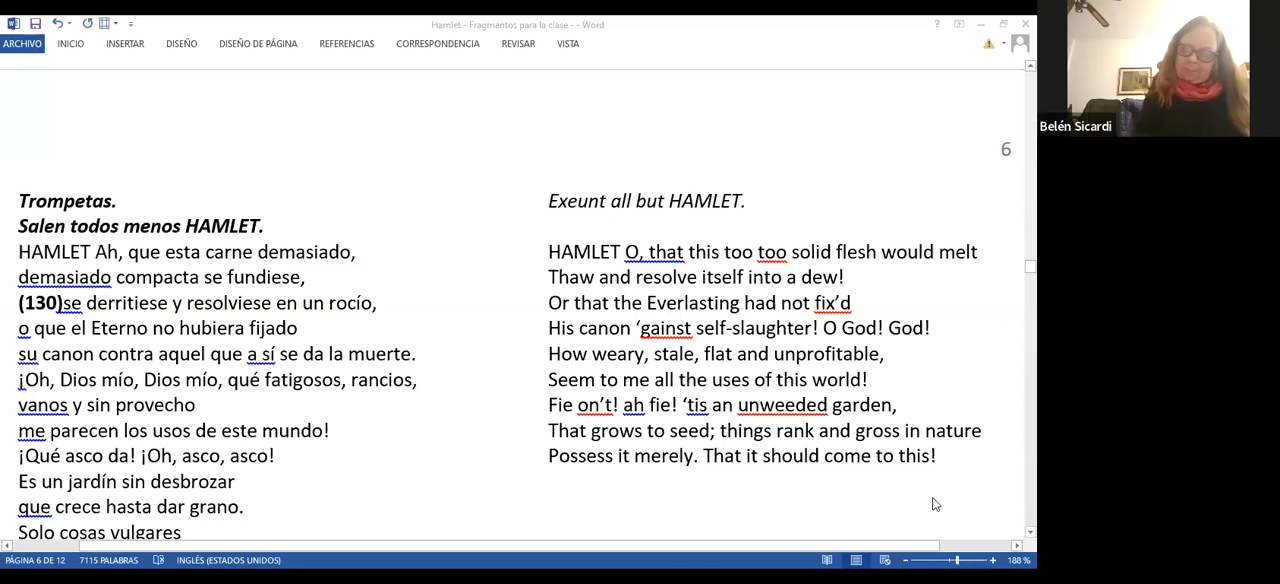 Hamlet - Fragmentos para la clase - - Word
ARCHIVO INICIO INSERTAR DISEÑO DISEÑO DE PÁGINA REFERENCIAS CORRESPONDENCIA REVISAR VISTA
Belén Sicardi
6
Trompetas.
Salen todos menos HAMLET.
HAMLET Ah, que esta carne demasiado,
demasiado compacta se fundiese,
(130)se derritiese y resolviese en un rocío,
o que el Eterno no hubiera fijado
su canon contra aquel que a sí se da la muerte.
¡Oh, Dios mío, Dios mío, qué fatigosos, rancios,
vanos y sin provecho
me parecen los usos de este mundo!
¡Qué asco da! ¡Oh, asco, asco!
Es un jardín sin desbrozar
que crece hasta dar grano.
Solo cosas vulgares
Exeunt all but HAMLET.
HAMLET O, that this too too solid flesh would melt
Thaw and resolve itself into a dew!
Or that the Everlasting had not fix’d
His canon ‘gainst self-slaughter! O God! God!
How weary, stale, flat and unprofitable,
Seem to me all the uses of this world!
Fie on’t! ah fie! ‘tis an unweeded garden,
That grows to seed; things rank and gross in nature
Possess it merely. That it should come to this!
PÁGINA 6 DE 12 7115 PALABRAS INGLÉS (ESTADOS UNIDOS) 188 %